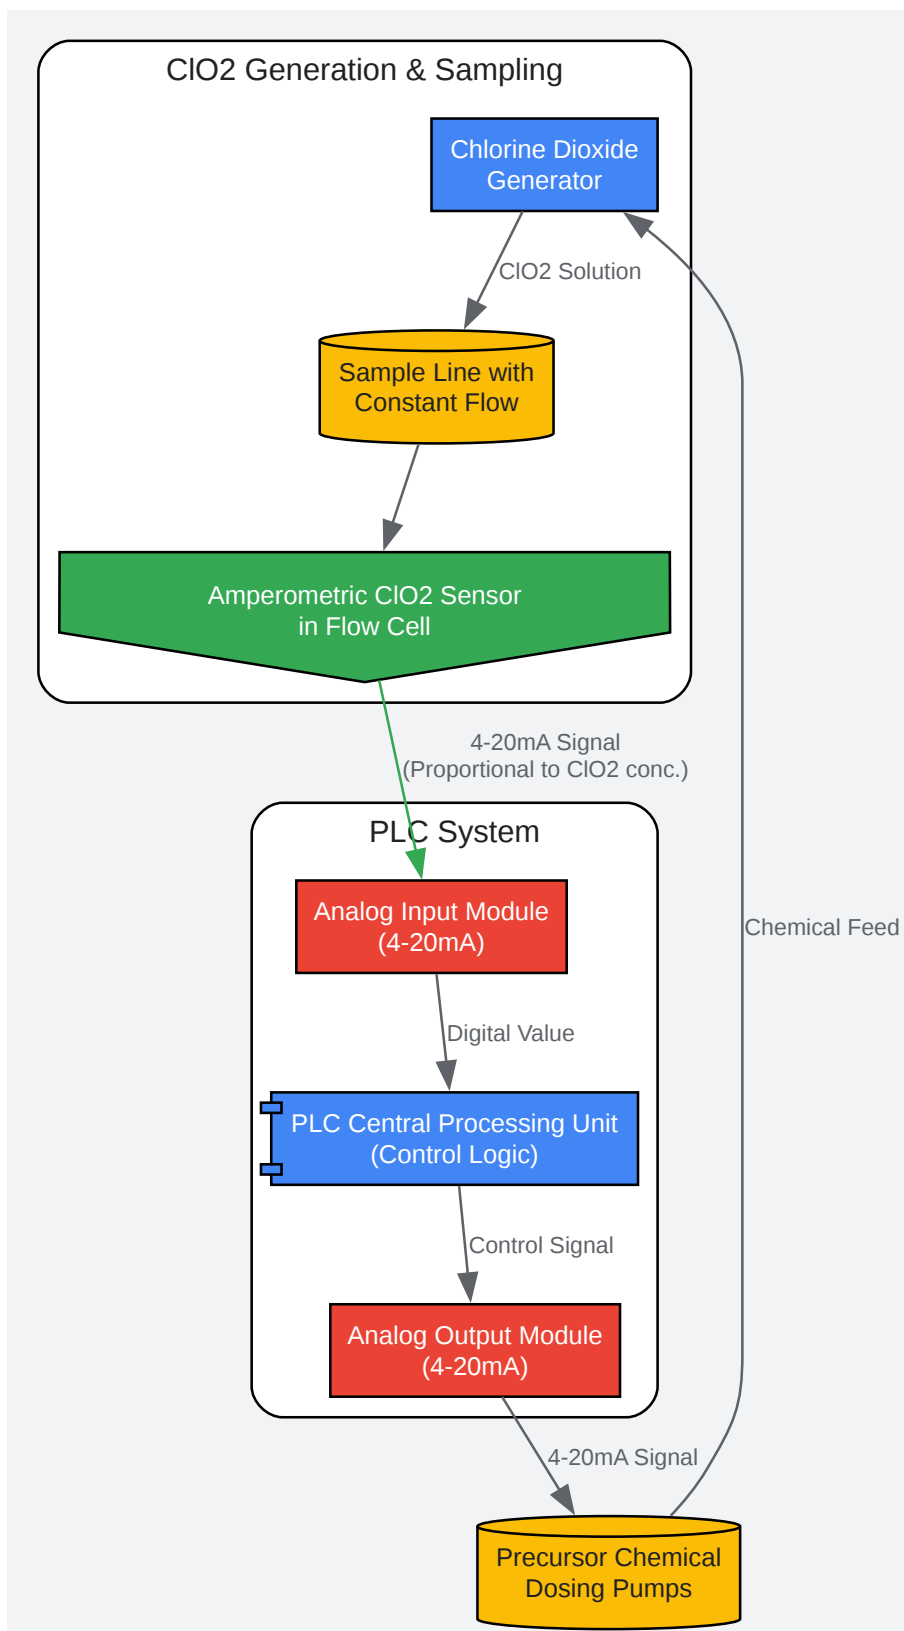 ClO2 Generation & Sampling
Chlorine Dioxide
Generator
ClO2 Solution
Sample Line with
Constant Flow
Amperometric ClO2 Sensor
in Flow Cell
4-20mA Signal
(Proportional to ClO2 conc.)
PLC System
Analog Input Module
(4-20mA)
Chemical Feed
Digital Value
PLC Central Processing Unit
(Control Logic)
Control Signal
Analog Output Module
(4-20mA)
4-20mA Signal
Precursor Chemical
Dosing Pumps